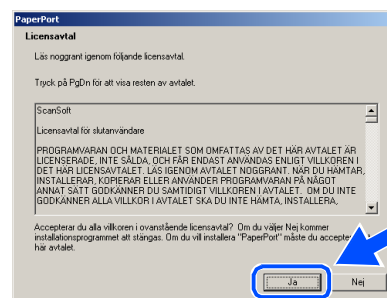 PaperPort
Licensavtal
Läs noggrant igenom följande licensavtal.
Tryck på PgDn för att visa resten av avtalet.
ScanSoft
Licensavtal för slutanvändare
PROGRAMVARAN OCH MATERIALET SOM OMFATTAS AV DET HÄR AVTALET ÄR
LICENSERADE, INTE SÅLDA, OCH FÅR ENDAST ANVÄNDAS ENLIGT VILLKOREN I
DET HÄR LICENSAVTALET. LÄS IGENOM AVTALET NOGGRANT. NÄR DU HÄMTAR,
INSTALLERAR, KOPIERAR ELLER ANVÄNDER PROGRAMVARAN PÅ NÅGOT
ANNAT SÄTT GODKÄNNER DU SAMTIDIGT VILLKOREN I AVTALET. OM DU INTE
GODKÄNNER ALLA VILLKOR I AVTALET SKA DU INTE HÄMTA, INSTALLERA,
Accepterar du alla villkoren i ovanstående licensavtal? Om du väljer Nej kommer
installationsprogrammet att stängas. Om du vill installera "PaperPort" måste du accepte
här avtalet.
Ja
Nej